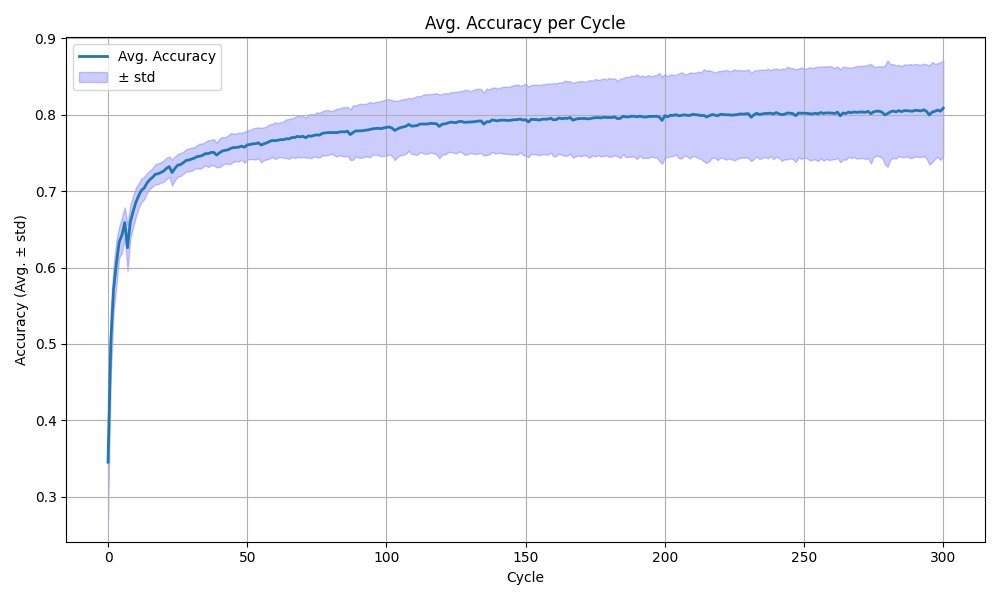 Avg. Accuracy per Cycle
Avg. Accuracy
± std
Accuracy (Avg. ± std)
0.9
0.8
0.7
0.6
0.5
0.4
0.3
0
50
100
150
200
250
300
Cycle